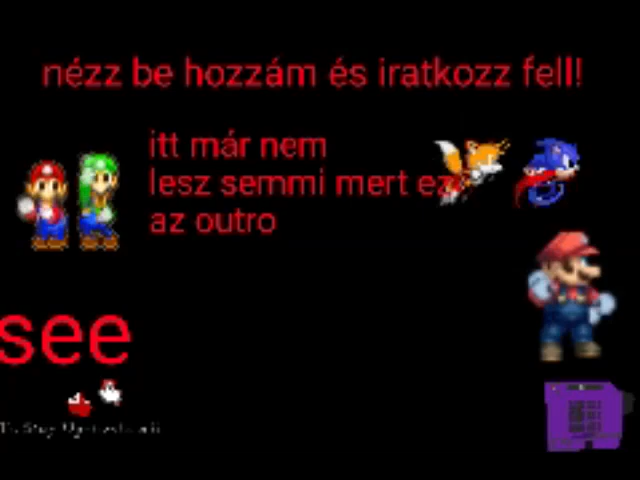 nézz be hozzám és iratkozz fell!
itt már nem
lesz semmi mert ez
az outro
see